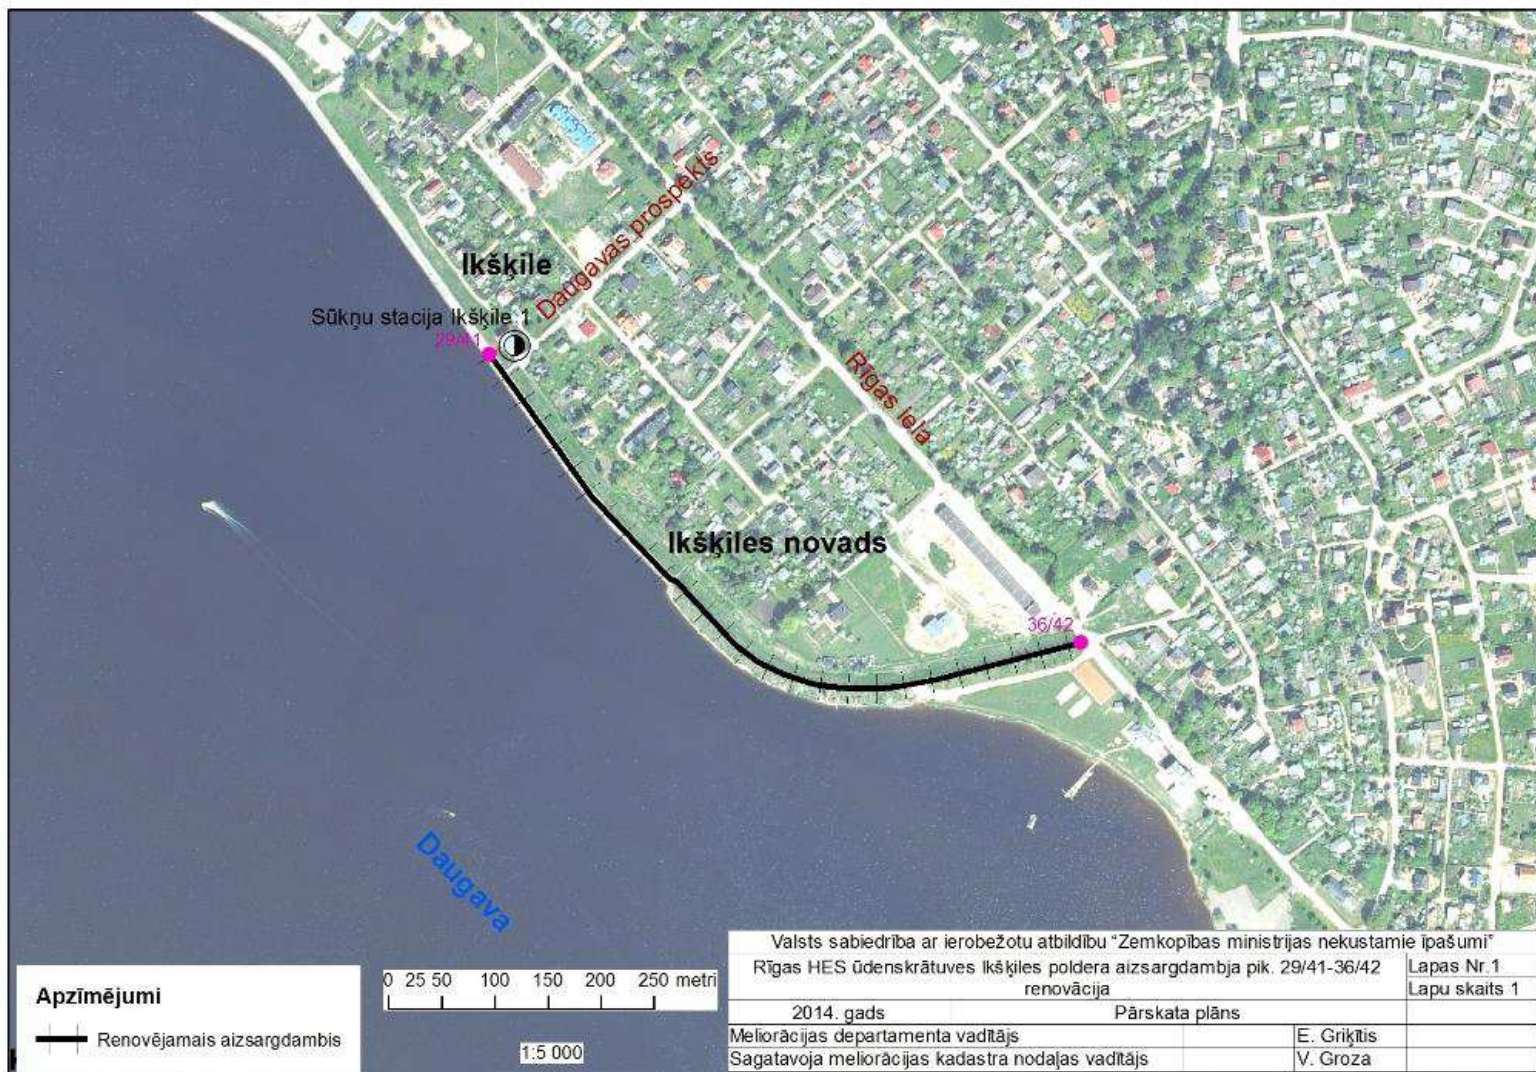 Daugavas prospekts
Ikšķile
Sūkņu stacija Ikšķile 1
29/41
Rīgas iela
Ikšķiles novads
36/42
Daugava
Apzīmējumi
Renovējamais aizsargdambis
0 25 50 100 150 200 250 metri
1:5 000
Valsts sabiedrība ar ierobežotu atbildību "Zemkopības ministrijas nekustamie īpašumi"
Rīgas HES ūdenskrātuves Ikšķiles poldera aizsargdambja pik. 29/41-36/42
renovācija
Lapas Nr.1
Lapu skaits 1
2014. gads Pārskata plāns
Meliorācijas departamenta vadītājs E. Griķītis
Sagatavoja meliorācijas kadastra nodaļas vadītājs V. Groza